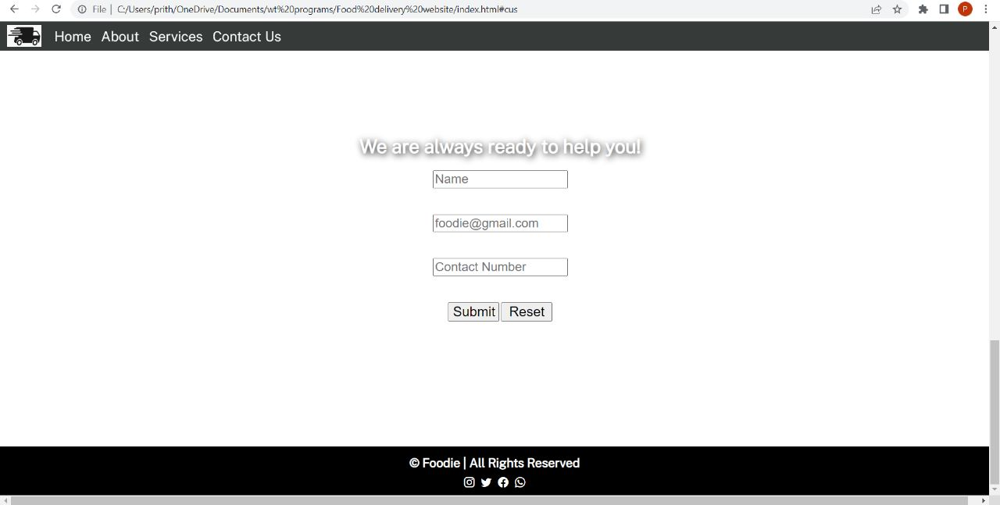 File | C:/Users/prith/OneDrive/Documents/wt%20programs/Food%20delivery%20website/index.html#cus
P
Home About Services Contact Us
We are always ready to help you!
Name
foodie@gmail.com
Contact Number
Submit Reset
© Foodie | All Rights Reserved